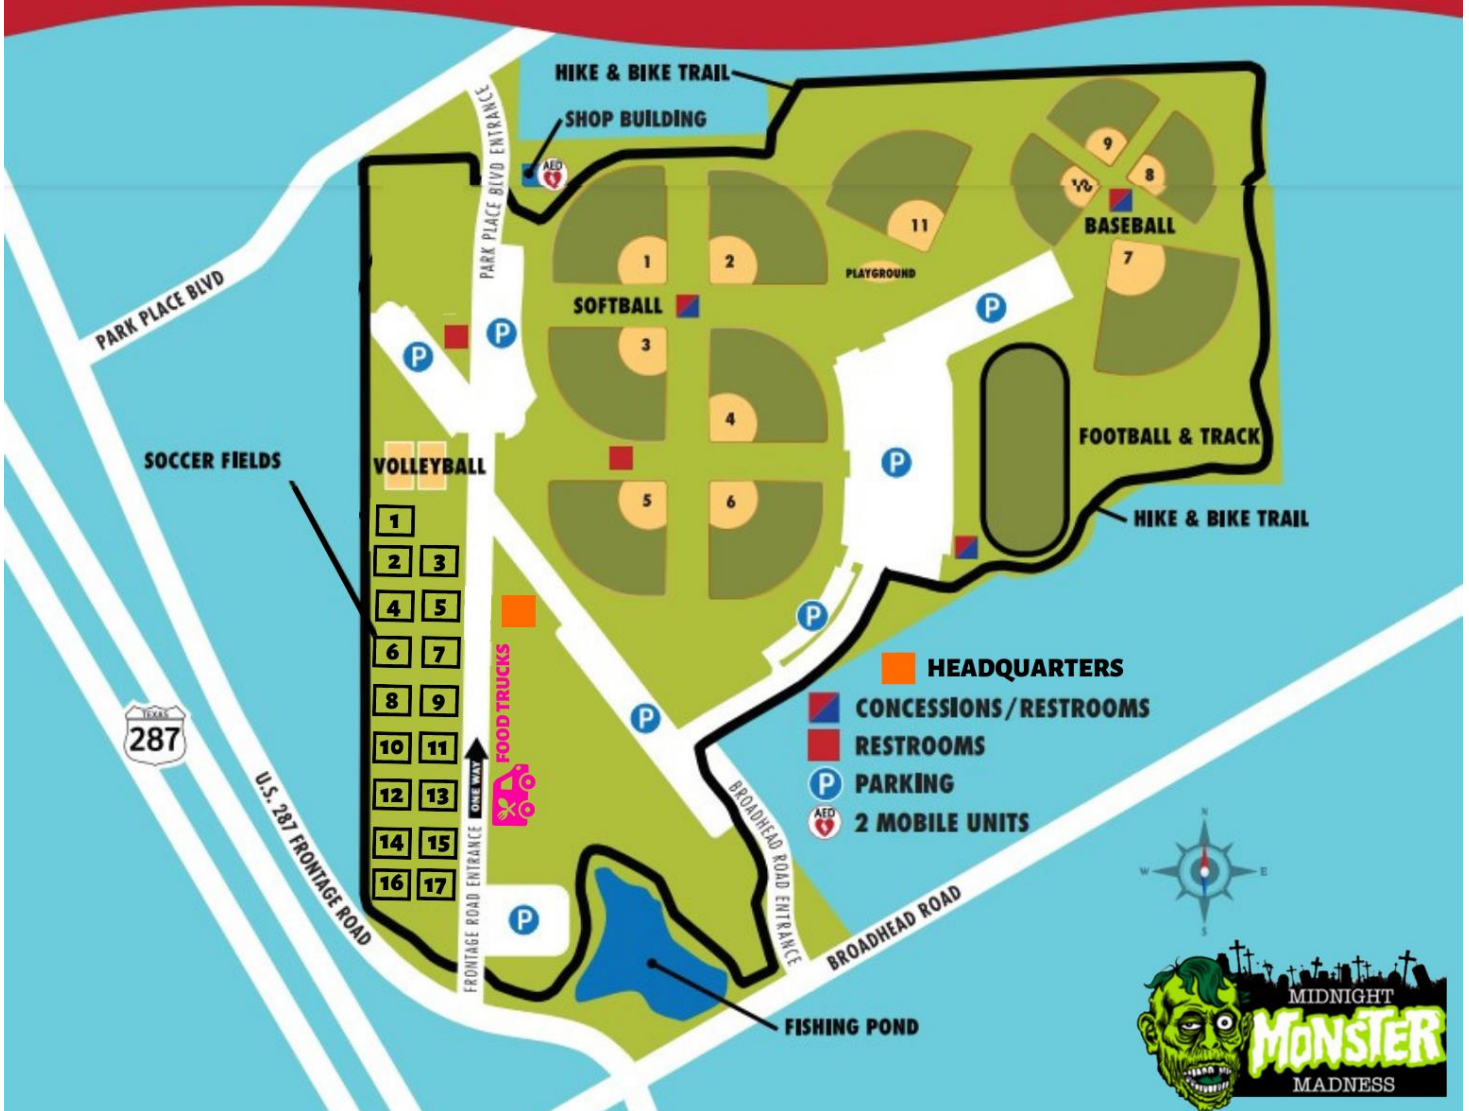 HIKE & BIKE TRAIL
SHOP BUILDING
AED
PARK PLACE BLVD ENTRANCE
PARK PLACE BLVD
9
8
10
BASEBALL
7
11
PLAYGROUND
1
2
SOFTBALL
3
4
5
6
P
P
P
P
FOOTBALL & TRACK
HIKE & BIKE TRAIL
SOCCER FIELDS
VOLLEYBALL
1
2 3
4 5
6 7
8 9
10 11
12 13
14 15
16 17
FOOD TRUCKS
ONE WAY
FRONTAGE ROAD ENTRANCE
P
P
P
HEADQUARTERS
CONCESSIONS/RESTROOMS
RESTROOMS
P PARKING
AED 2 MOBILE UNITS
TEXAS
287
U.S. 287 FRONTAGE ROAD
BROADHEAD ROAD ENTRANCE
BROADHEAD ROAD
FISHING POND
N
W E
S
MIDNIGHT
MONSTER
MADNESS